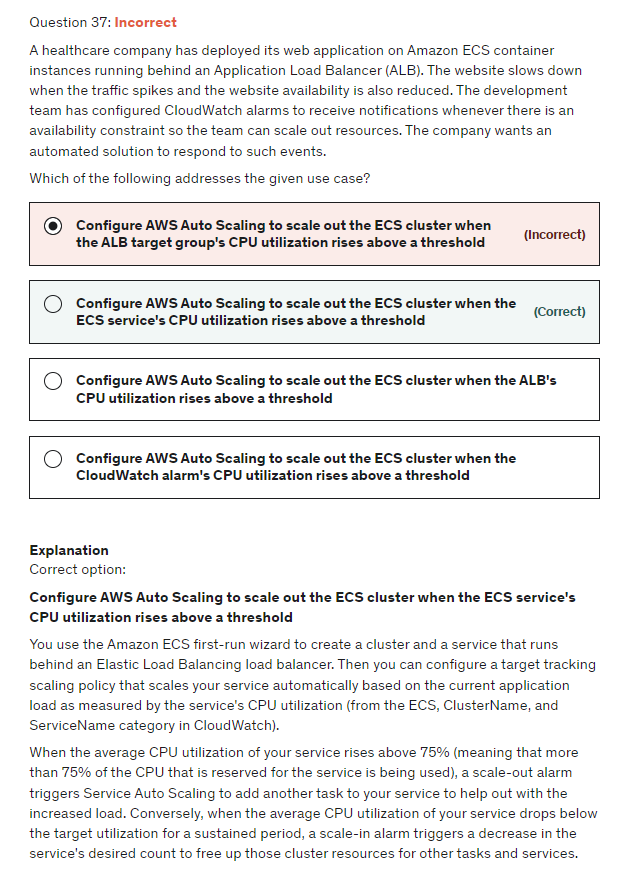 Question 37: Incorrect
A healthcare company has deployed its web application on Amazon ECS container
instances running behind an Application Load Balancer (ALB). The website slows down
when the traffic spikes and the website availability is also reduced. The development
team has configured CloudWatch alarms to receive notifications whenever there is an
availability constraint so the team can scale out resources. The company wants an
automated solution to respond to such events.
Which of the following addresses the given use case?
Configure AWS Auto Scaling to scale out the ECS cluster when
the ALB target group's CPU utilization rises above a threshold
(Incorrect)
Configure AWS Auto Scaling to scale out the ECS cluster when the
ECS service's CPU utilization rises above a threshold
(Correct)
Configure AWS Auto Scaling to scale out the ECS cluster when the ALB's
CPU utilization rises above a threshold
Configure AWS Auto Scaling to scale out the ECS cluster when the
CloudWatch alarm's CPU utilization rises above a threshold
Explanation
Correct option:
Configure AWS Auto Scaling to scale out the ECS cluster when the ECS service's
CPU utilization rises above a threshold
You use the Amazon ECS first-run wizard to create a cluster and a service that runs
behind an Elastic Load Balancing load balancer. Then you can configure a target tracking
scaling policy that scales your service automatically based on the current application
load as measured by the service's CPU utilization (from the ECS, ClusterName, and
ServiceName category in CloudWatch).
When the average CPU utilization of your service rises above 75% (meaning that more
than 75% of the CPU that is reserved for the service is being used), a scale-out alarm
triggers Service Auto Scaling to add another task to your service to help out with the
increased load. Conversely, when the average CPU utilization of your service drops below
the target utilization for a sustained period, a scale-in alarm triggers a decrease in the
service's desired count to free up those cluster resources for other tasks and services.